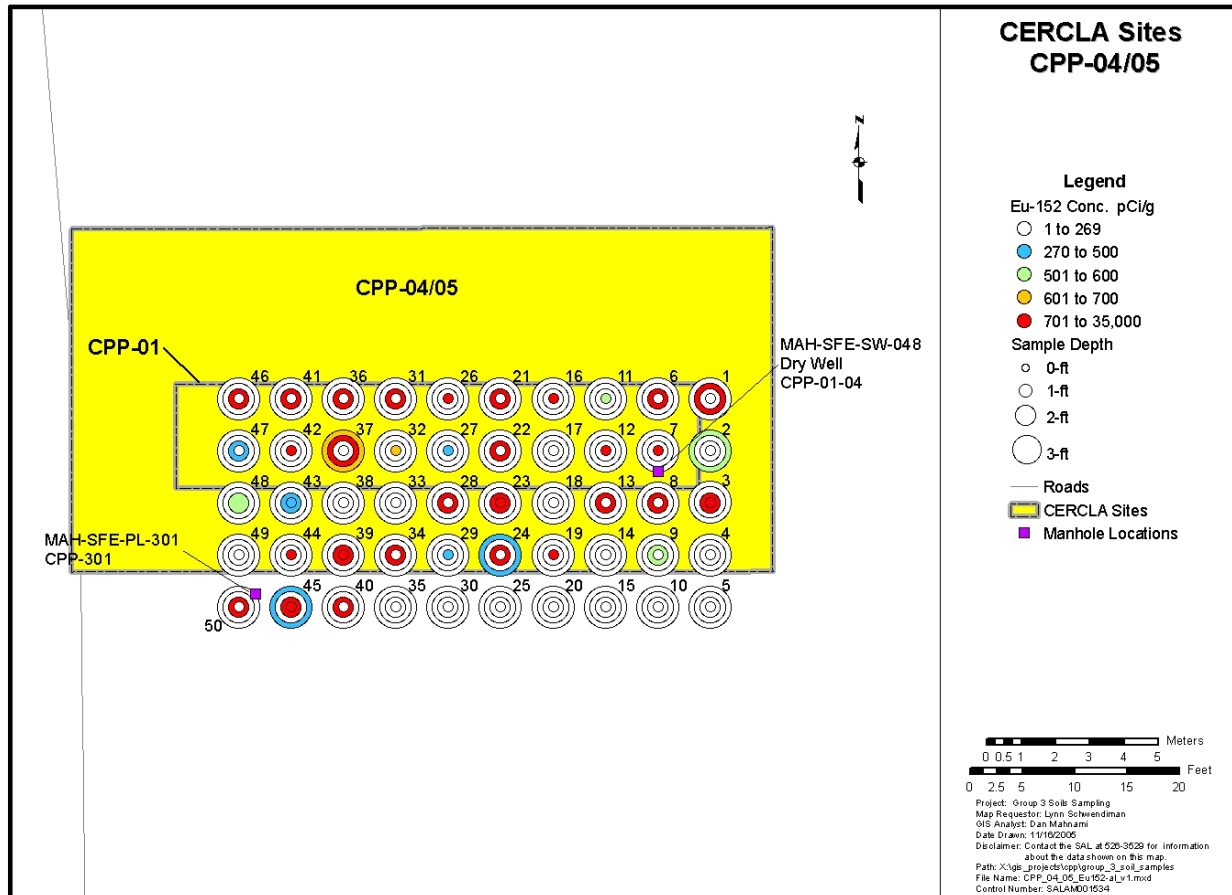 CERCLA Sites
CPP-04/05
N
Legend
Eu-152 Conc. pCi/g
1 to 269
270 to 500
501 to 600
601 to 700
701 to 35,000
Sample Depth
0-ft
1-ft
2-ft
3-ft
Roads
CERCLA Sites
Manhole Locations
CPP-04/05
CPP-01
MAH-SFE-SW-048
Dry Well
CPP-01-04
46 41 36 31 26 21 16 11 6 1
47 42 37 32 27 22 17 12 7 2
48 43 38 33 28 23 18 13 8 3
MAH-SFE-PL-301
CPP-301
49 44 39 34 29 24 19 14 9 4
50 45 40 35 30 25 20 15 10 5
Meters
0 0.5 1 2 3 4 5
Feet
0 2.5 5 10 15 20
Project: Group 3 Soils Sampling
Map Requestor: Lynn Schwendiman
GIS Analyst: Dan Mahnami
Date Drawn: 11/16/2005
Disclaimer: Contact the SAL at 526-3529 for information
about the data shown on this map.
Path: X:\gis_projects\cpp\group_3_soil_samples
File Name: CPP_04_05_Eu152-al_v1.mxd
Control Number: SALAM001534